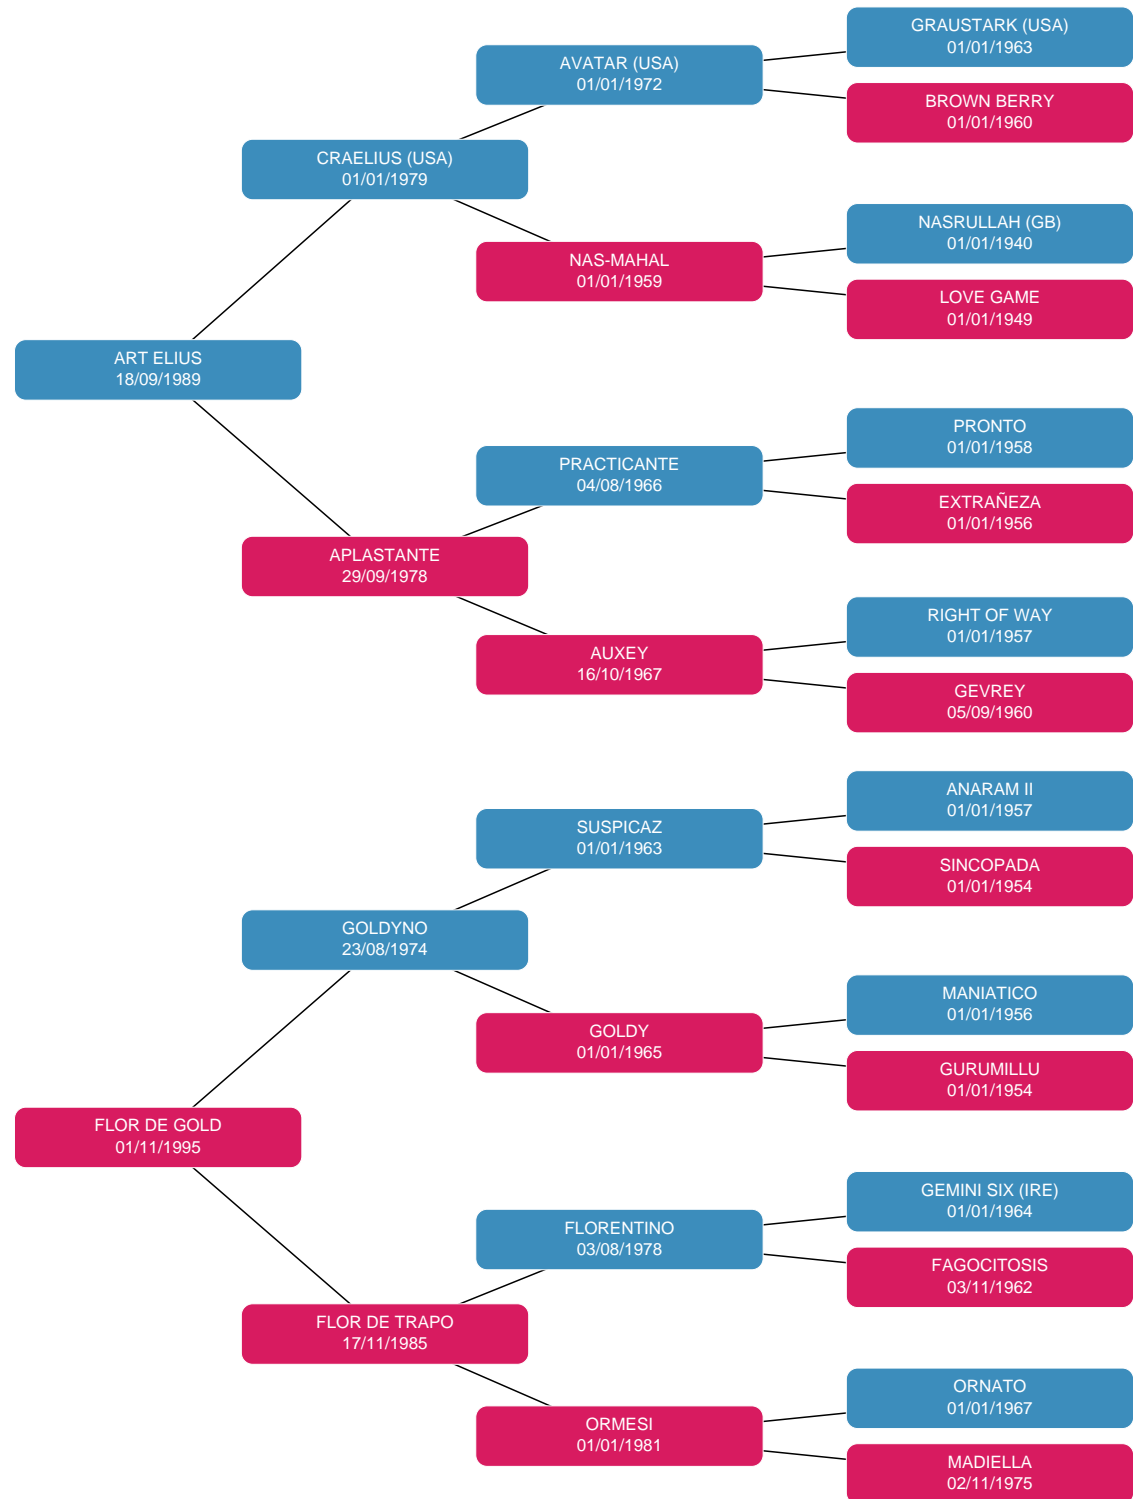 GRAUSTARK (USA)
01/01/1963
AVATAR (USA)
01/01/1972
BROWN BERRY
01/01/1960
CRAELIUS (USA)
01/01/1979
NASRULLAH (GB)
01/01/1940
NAS-MAHAL
01/01/1959
LOVE GAME
01/01/1949
ART ELIUS
18/09/1989
PRONTO
01/01/1958
PRACTICANTE
04/08/1966
EXTRAÑEZA
01/01/1956
APLASTANTE
29/09/1978
RIGHT OF WAY
01/01/1957
AUXEY
16/10/1967
GEVREY
05/09/1960
ANARAM II
01/01/1957
SUSPICAZ
01/01/1963
SINCOPADA
01/01/1954
GOLDYNO
23/08/1974
MANIATICO
01/01/1956
GOLDY
01/01/1965
GURUMILLU
01/01/1954
FLOR DE GOLD
01/11/1995
GEMINI SIX (IRE)
01/01/1964
FLORENTINO
03/08/1978
FAGOCITOSIS
03/11/1962
FLOR DE TRAPO
17/11/1985
ORNATO
01/01/1967
ORMESI
01/01/1981
MADIELLA
02/11/1975